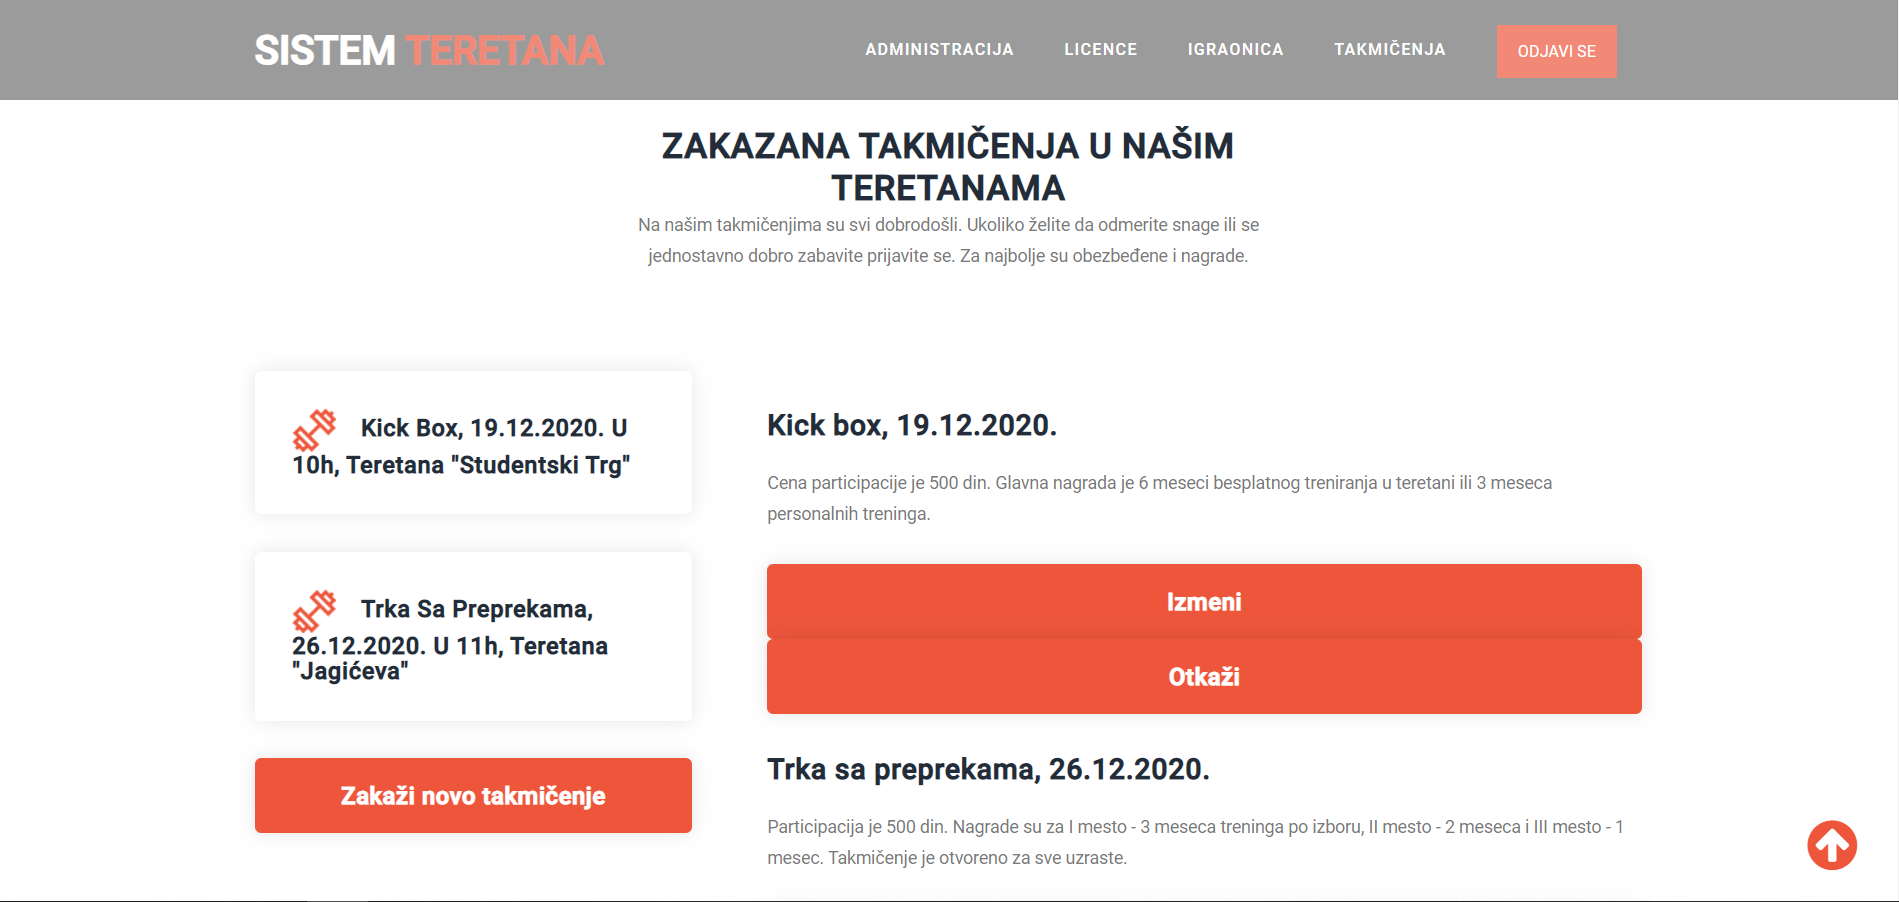 SISTEM TERETANA
ADMINISTRACIJA
LICENCE
IGRAONICA
TAKMIČENJA
ODJAVI SE
ZAKAZANA TAKMIČENJA U NAŠIM
TERETANAMA
Na našim takmičenjima su svi dobrodošli. Ukoliko želite da odmerite snage ili se
jednostavno dobro zabavite prijavite se. Za najbolje su obezbeđene i nagrade.
Kick Box, 19.12.2020. U
10h, Teretana "Studentski Trg"
Trka Sa Preprekama,
26.12.2020. U 11h, Teretana
"Jagićeva"
Zakaži novo takmičenje
Kick box, 19.12.2020.
Cena participacije je 500 din. Glavna nagrada je 6 meseci besplatnog treniranja u teretani ili 3 meseca
personalnih treninga.
Izmeni
Otkaži
Trka sa preprekama, 26.12.2020.
Participacija je 500 din. Nagrade su za I mesto - 3 meseca treninga po izboru, II mesto - 2 meseca i III mesto - 1
mesec. Takmičenje je otvoreno za sve uzraste.